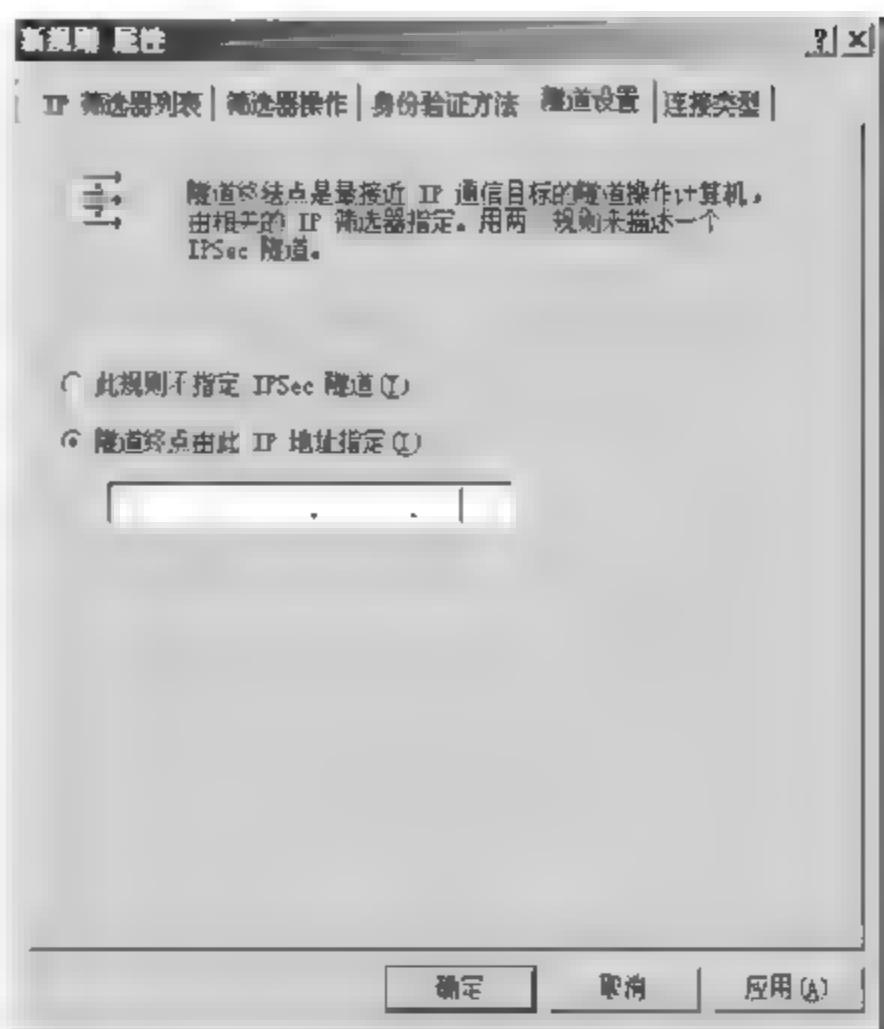 新规则 属性
IP 筛选器列表 筛选器操作 身份验证方法 隧道设置 连接类型
隧道终结点是最接近 IP 通信目标的隧道操作计算机，
由相关的 IP 筛选器指定。用两 规则来描述一个
IPSec 隧道。
此规则不指定 IPSec 隧道(T)
隧道终点由此 IP 地址指定(I)
确定 取消 应用(A)